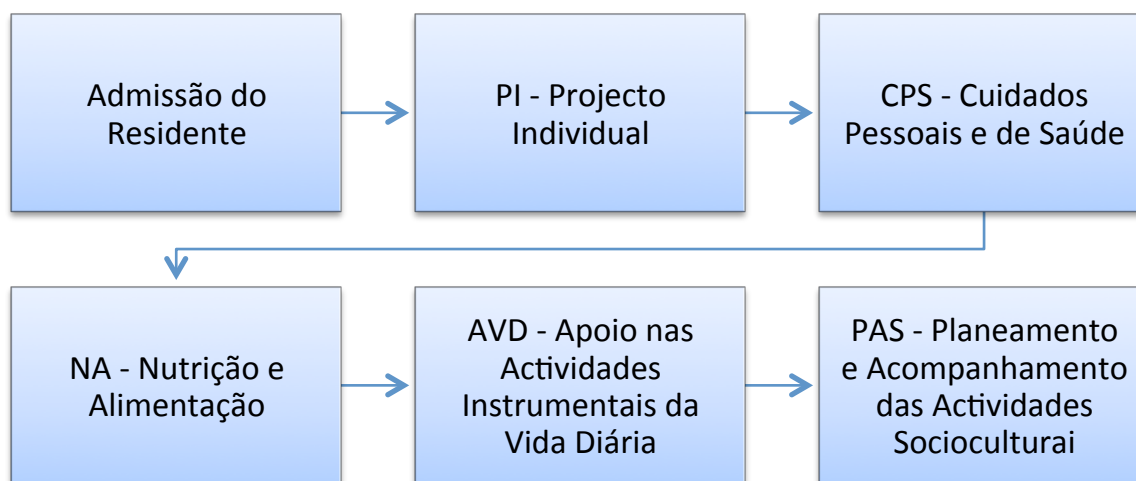 Admissão do
Residente
PI - Projecto
Individual
CPS - Cuidados
Pessoais e de Saúde
NA - Nutrição e
Alimentação
AVD - Apoio nas
Actividades
Instrumentais da
Vida Diária
PAS - Planeamento
e Acompanhamento
das Actividades
Socioculturai